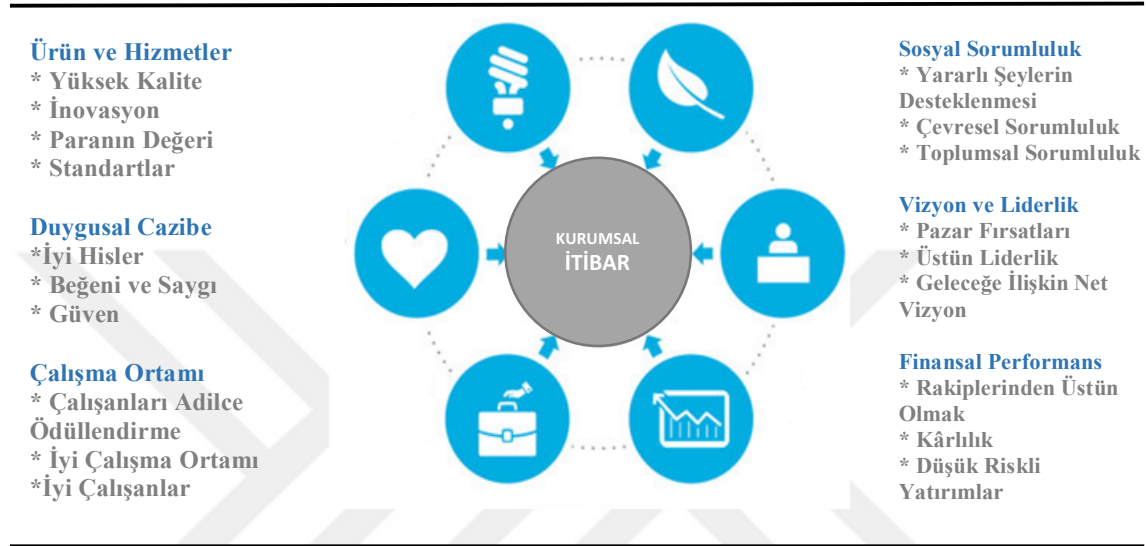 Ürün ve Hizmetler
* Yüksek Kalite
* İnovasyon
* Paranın Değeri
* Standartlar
Duygusal Cazibe
*İyi Hisler
* Beğeni ve Saygı
* Güven
Çalışma Ortamı
* Çalışanları Adilce
Ödüllendirme
* İyi Çalışma Ortamı
*İyi Çalışanlar
KURUMSAL
İTİBAR
Sosyal Sorumluluk
* Yararlı Şeylerin
Desteklenmesi
* Çevresel Sorumluluk
* Toplumsal Sorumluluk
Vizyon ve Liderlik
* Pazar Fırsatları
* Üstün Liderlik
* Geleceğe İlişkin Net
Vizyon
Finansal Performans
* Rakiplerinden Üstün
Olmak
* Kârlılık
* Düşük Riskli
Yatırımlar